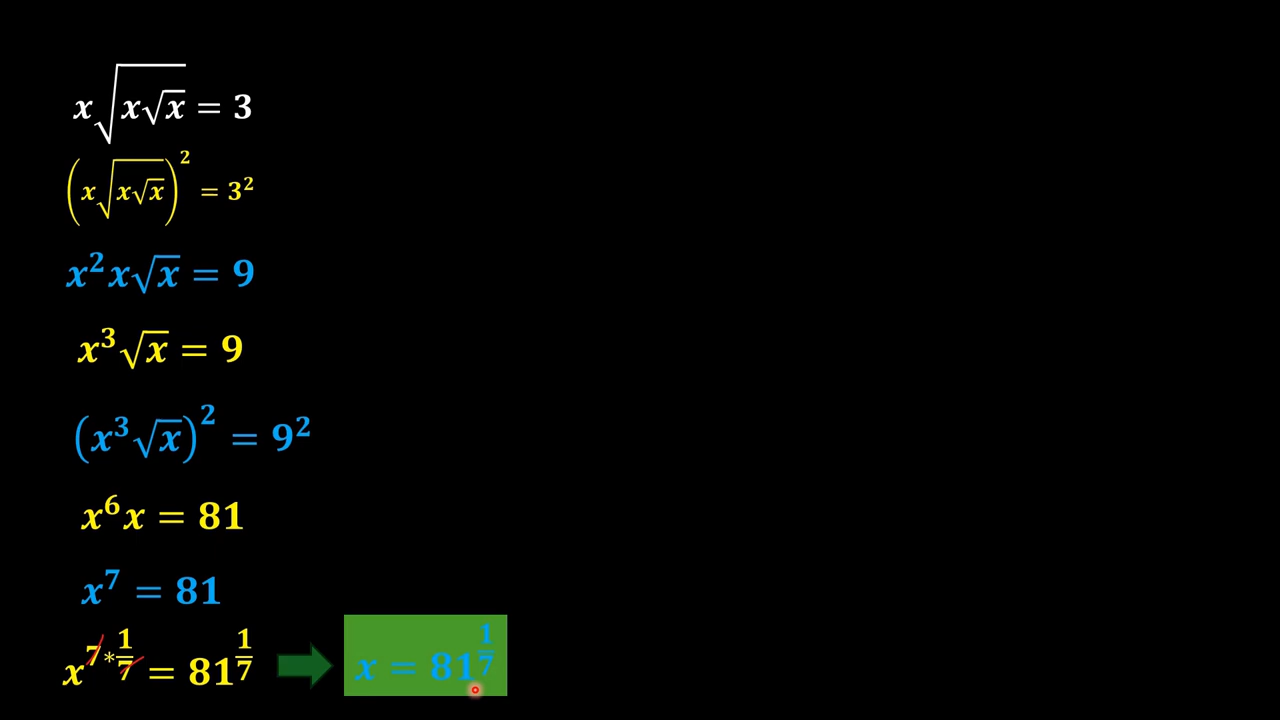 x√(x√x) = 3
(x√(x√x))² = 3²
x²x√x = 9
x³√x = 9
(x³√x)² = 9²
x⁶x = 81
x⁷ = 81
x^(7*1/7) = 81^(1/7) x = 81^(1/7)